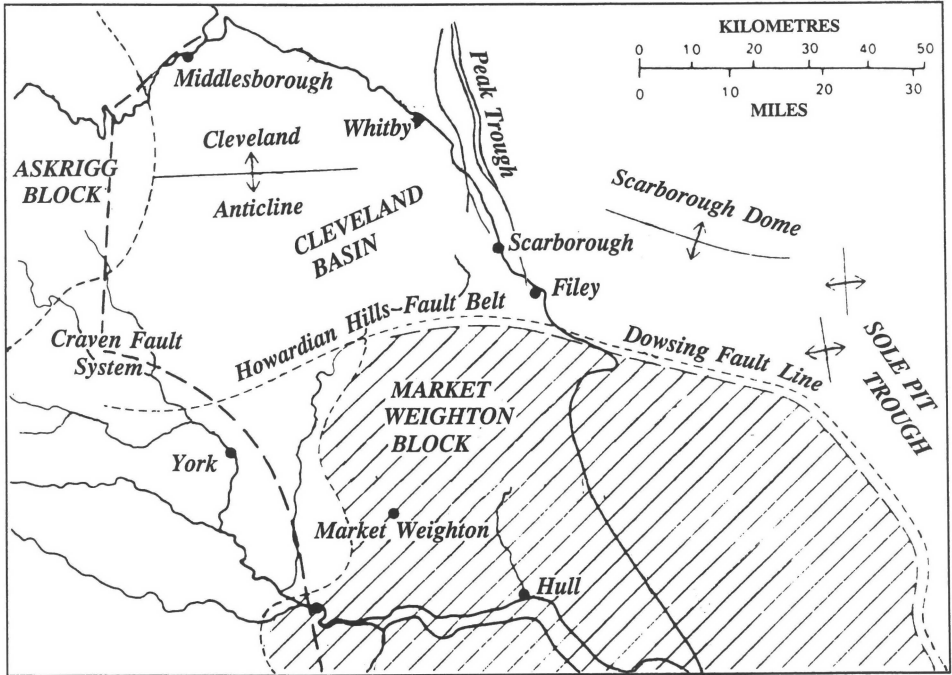 KILOMETRES
0 10 20 30 40 50
0 10 20 30
MILES
Middlesborough
Peak Trough
Whitby
Cleveland
Anticline
ASKRIGG
BLOCK
CLEVELAND
BASIN
Scarborough Dome
Scarborough
Filey
Howardian Hills-Fault Belt
Dowsing Fault Line
Craven Fault
System
SOLE PIT
TROUGH
MARKET
WEIGHTON
BLOCK
York
Market Weighton
Hull